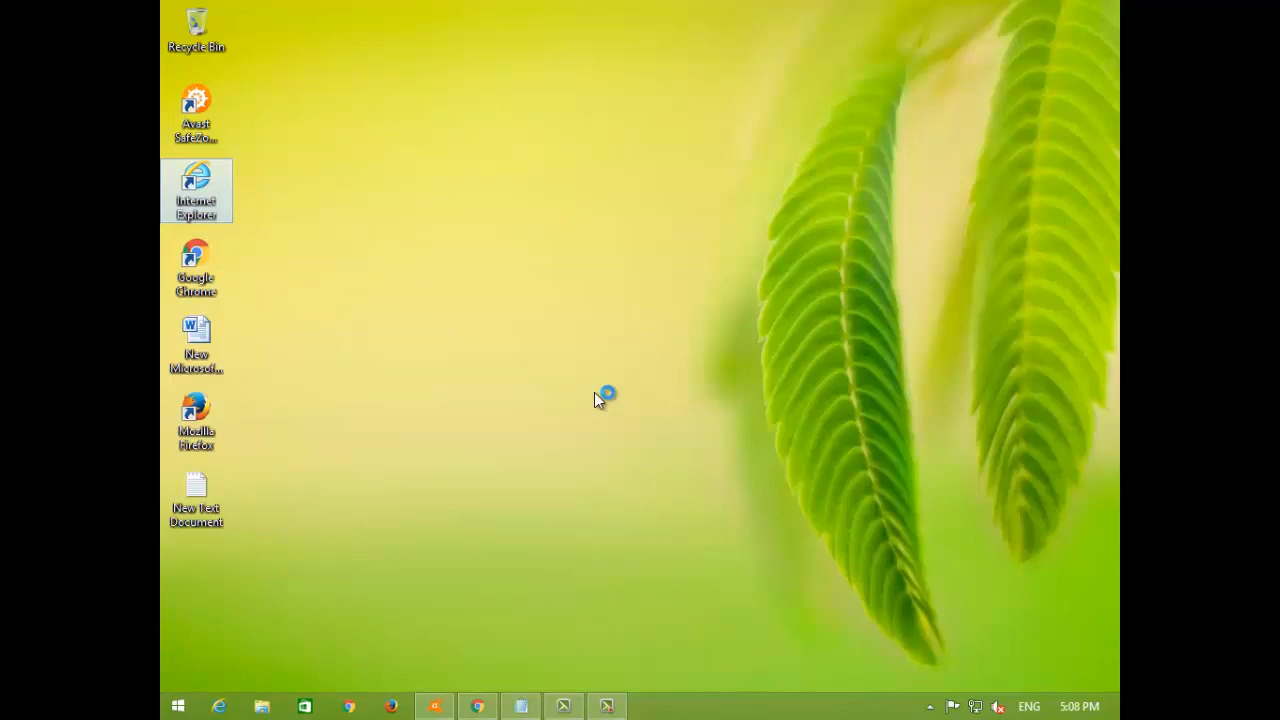 Recycle Bin
Avast
SafeZo...
Internet
Explorer
Google
Chrome
New
Microsof...
Mozilla
Firefox
New Text
Document
ENG
5:08 PM